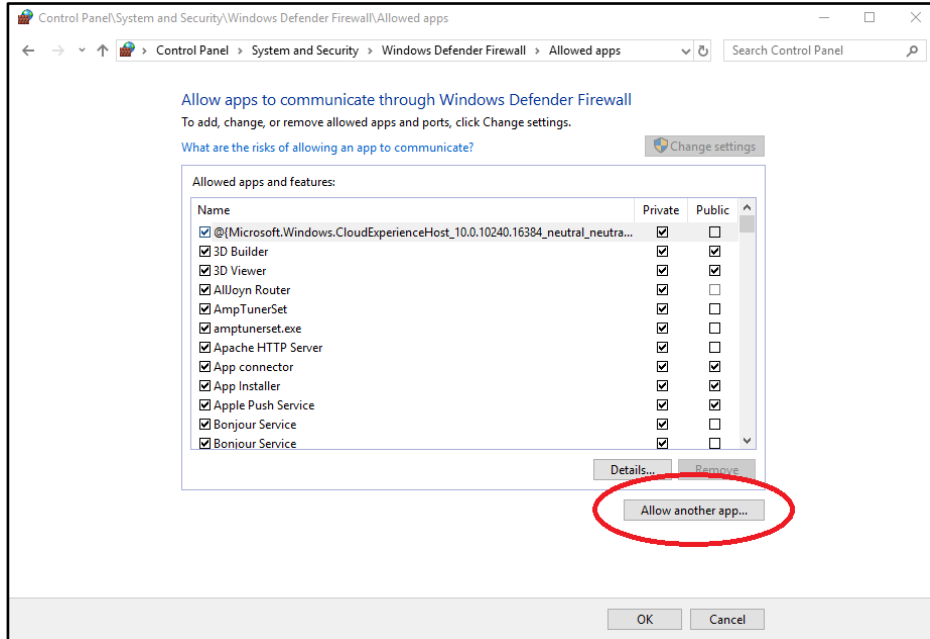 Control Panel\System and Security\Windows Defender Firewall\Allowed apps
Control Panel > System and Security > Windows Defender Firewall > Allowed apps
Search Control Panel
Allow apps to communicate through Windows Defender Firewall
To add, change, or remove allowed apps and ports, click Change settings.
What are the risks of allowing an app to communicate?
Change settings
Allowed apps and features:
Name Private Public
@{Microsoft.Windows.CloudExperienceHost_10.0.10240.16384_neutral_neutra...
3D Builder
3D Viewer
AllJoyn Router
AmpTunerSet
amptunerset.exe
Apache HTTP Server
App connector
App Installer
Apple Push Service
Bonjour Service
Bonjour Service
Details... Remove
Allow another app...
OK Cancel